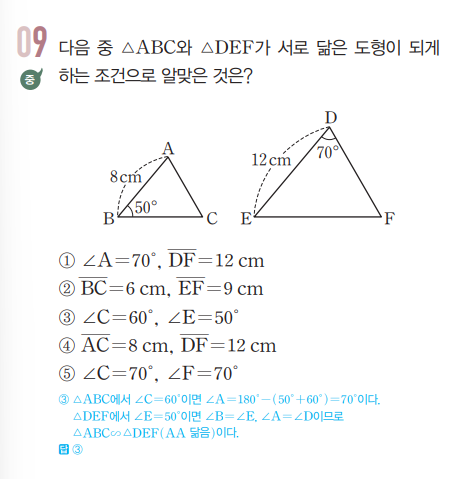 09 다음 중 △ABC와 △DEF가 서로 닮은 도형이 되게
중 하는 조건으로 알맞은 것은?
D
A
12cm 70°
8cm
50°
B C E F
① ∠A=70°, DF=12 cm
② BC=6 cm, EF=9 cm
③ ∠C=60°, ∠E=50°
④ AC=8 cm, DF=12 cm
⑤ ∠C=70°, ∠F=70°
③ △ABC에서 ∠C=60°이면 ∠A=180°-(50°+60°)=70°이다.
△DEF에서 ∠E=50°이면 ∠B=∠E, ∠A=∠D이므로
△ABC∽△DEF(AA 닮음)이다.
답 ③